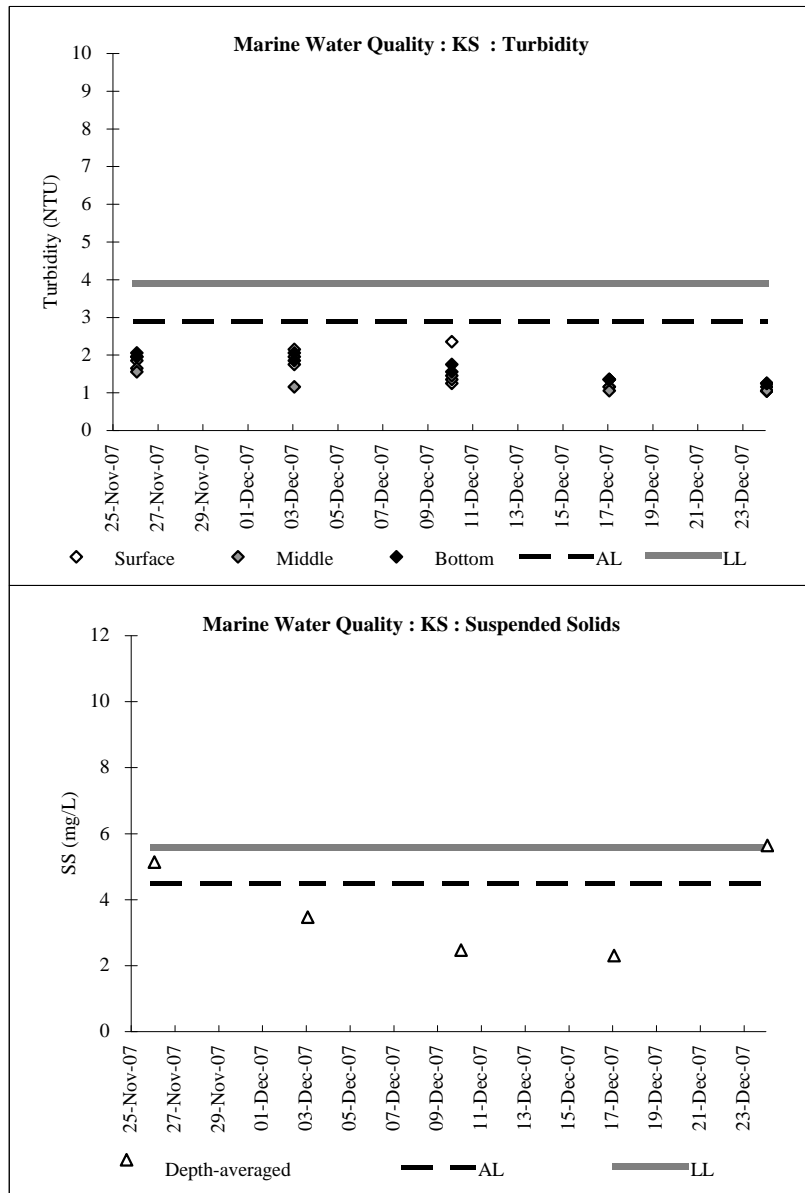 Marine Water Quality : KS : Turbidity
10
9
8
7
6
5
4
3
2
1
0
Turbidity (NTU)
25-Nov-07
27-Nov-07
29-Nov-07
01-Dec-07
03-Dec-07
05-Dec-07
07-Dec-07
09-Dec-07
11-Dec-07
13-Dec-07
15-Dec-07
17-Dec-07
19-Dec-07
21-Dec-07
23-Dec-07
Surface Middle Bottom AL LL
Marine Water Quality : KS : Suspended Solids
12
10
8
6
4
2
0
SS (mg/L)
25-Nov-07
27-Nov-07
29-Nov-07
01-Dec-07
03-Dec-07
05-Dec-07
07-Dec-07
09-Dec-07
11-Dec-07
13-Dec-07
15-Dec-07
17-Dec-07
19-Dec-07
21-Dec-07
23-Dec-07
Depth-averaged AL LL